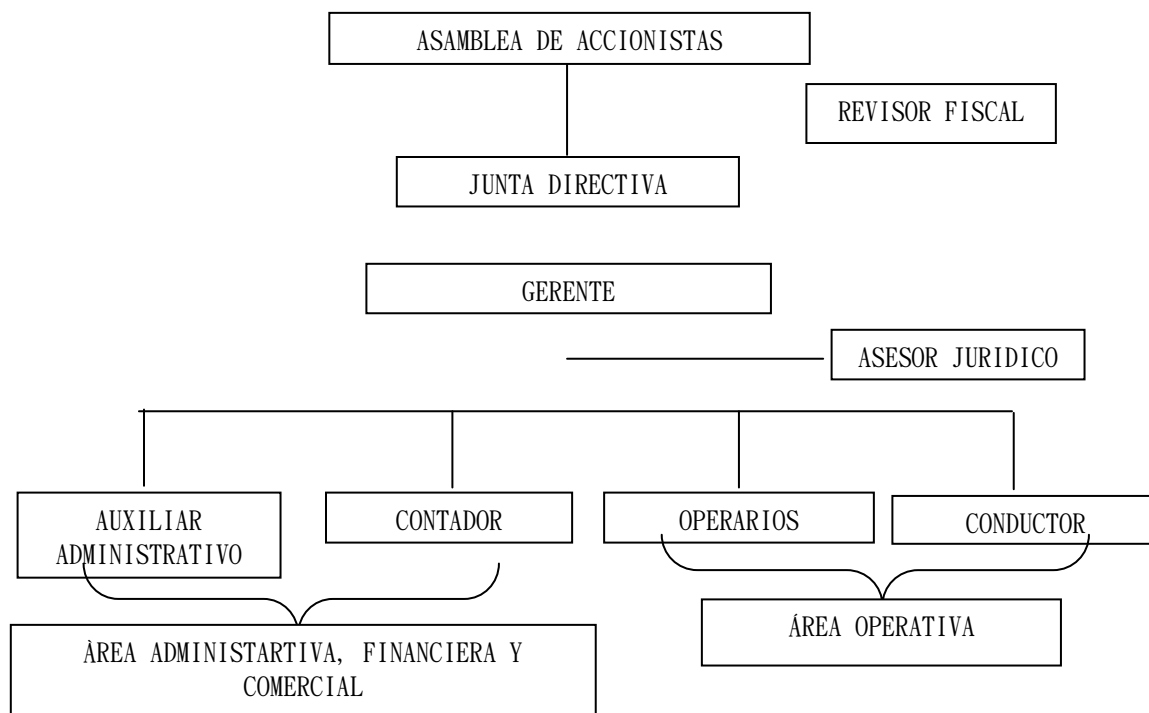 ASAMBLEA DE ACCIONISTAS
REVISOR FISCAL
JUNTA DIRECTIVA
GERENTE
ASESOR JURIDICO
AUXILIAR
ADMINISTRATIVO
CONTADOR
OPERARIOS
CONDUCTOR
ÀREA ADMINISTARTIVA, FINANCIERA Y
COMERCIAL
ÁREA OPERATIVA